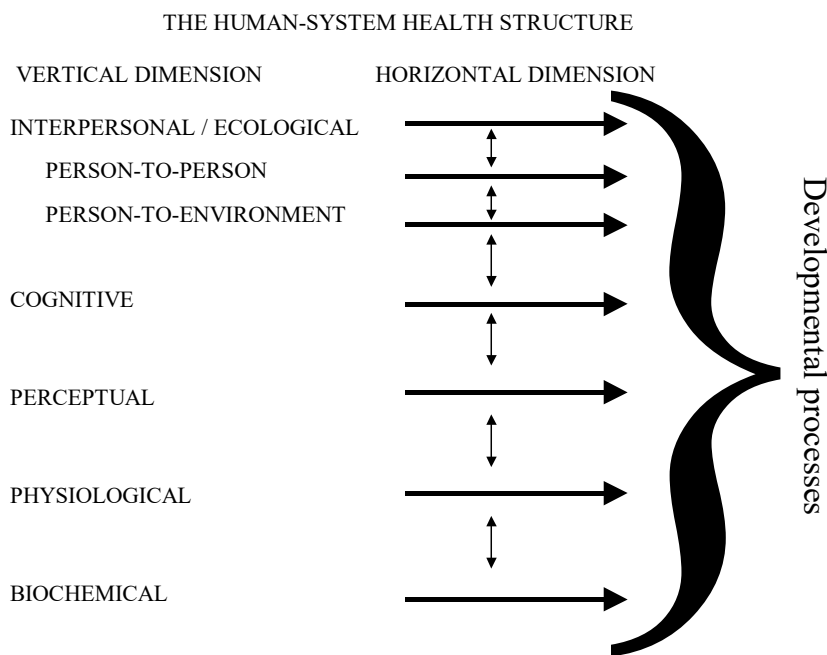 THE HUMAN-SYSTEM HEALTH STRUCTURE
VERTICAL DIMENSION
HORIZONTAL DIMENSION
INTERPERSONAL / ECOLOGICAL
PERSON-TO-PERSON
PERSON-TO-ENVIRONMENT
COGNITIVE
PERCEPTUAL
PHYSIOLOGICAL
BIOCHEMICAL
Developmental processes